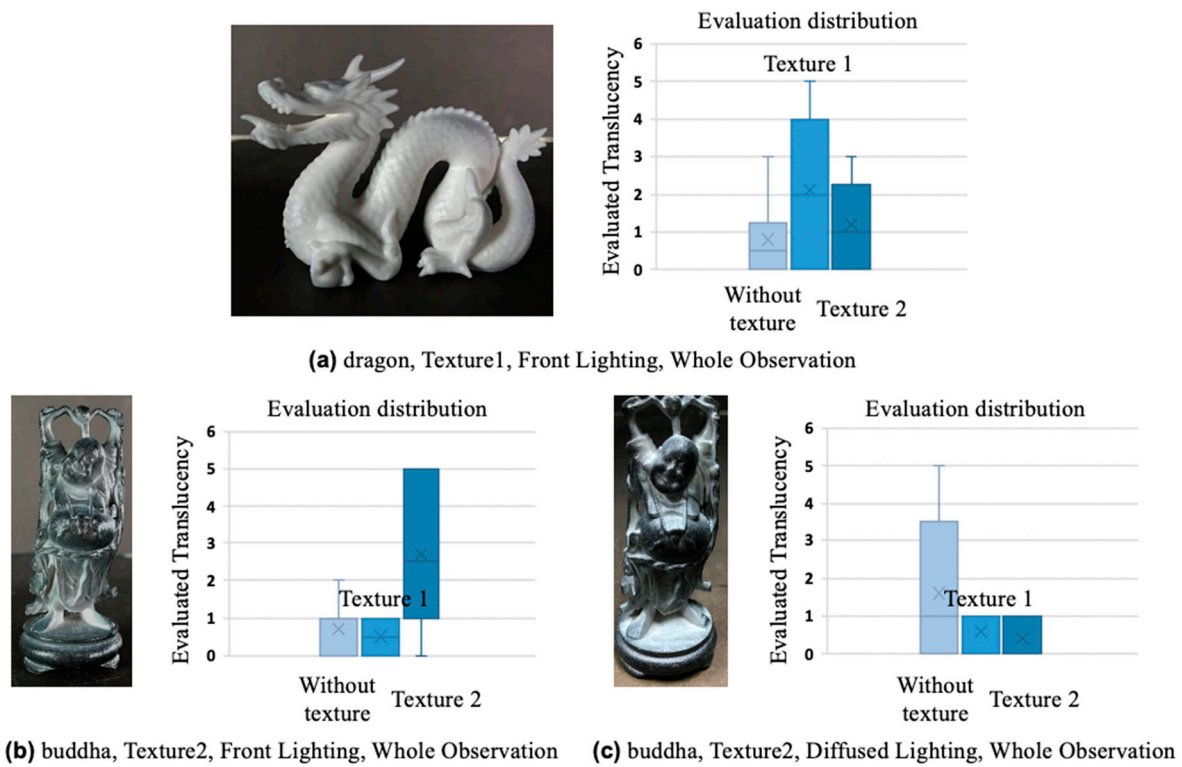 Evaluation distribution
Evaluated Translucency
6
5
4
3
2
1
0
Texture 1
Without
texture
Texture 2
(a) dragon, Texture1, Front Lighting, Whole Observation
Evaluation distribution
Evaluated Translucency
6
5
4
3
2
1
0
Texture 1
Without
texture
Texture 2
(b) buddha, Texture2, Front Lighting, Whole Observation
Evaluation distribution
Evaluated Translucency
6
5
4
3
2
1
0
Texture 1
Without
texture
Texture 2
(c) buddha, Texture2, Diffused Lighting, Whole Observation